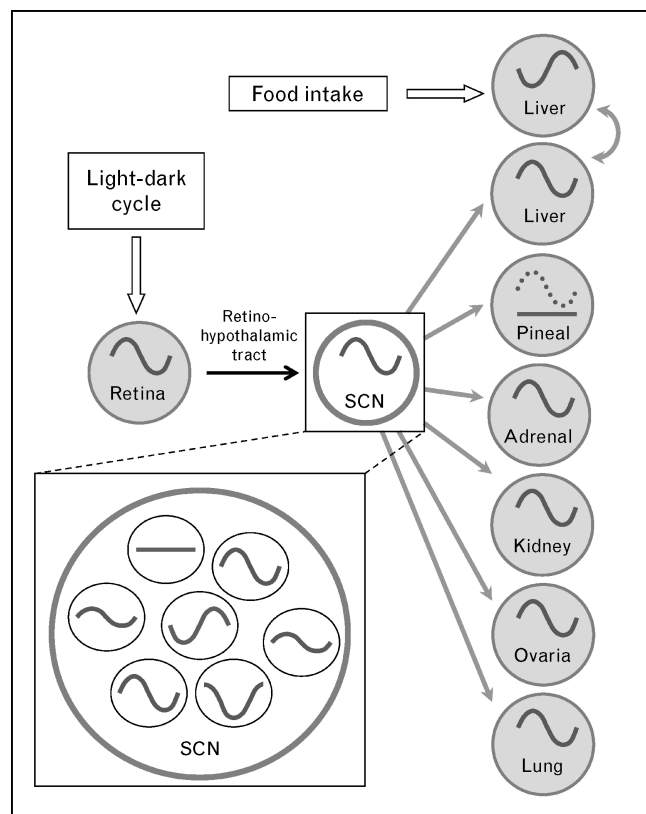 Food intake
Liver
Liver
Light-dark
cycle
Retino-
hypothalamic
tract
Pineal
Retina
SCN
Adrenal
Kidney
Ovaria
Lung
SCN